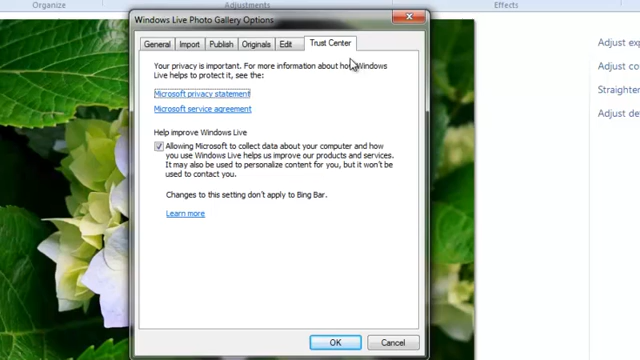 Organize Adjustments Effects
Windows Live Photo Gallery Options
General Import Publish Originals Edit Trust Center
Your privacy is important. For more information about how Windows
Live helps to protect it, see the:
Microsoft privacy statement
Microsoft service agreement
Help improve Windows Live
Allowing Microsoft to collect data about your computer and how
you use Windows Live helps us improve our products and services.
It may also be used to personalize content for you, but it won't be
used to contact you.
Changes to this setting don't apply to Bing Bar.
Learn more
OK Cancel
Adjust exp
Adjust co
Straighten
Adjust de